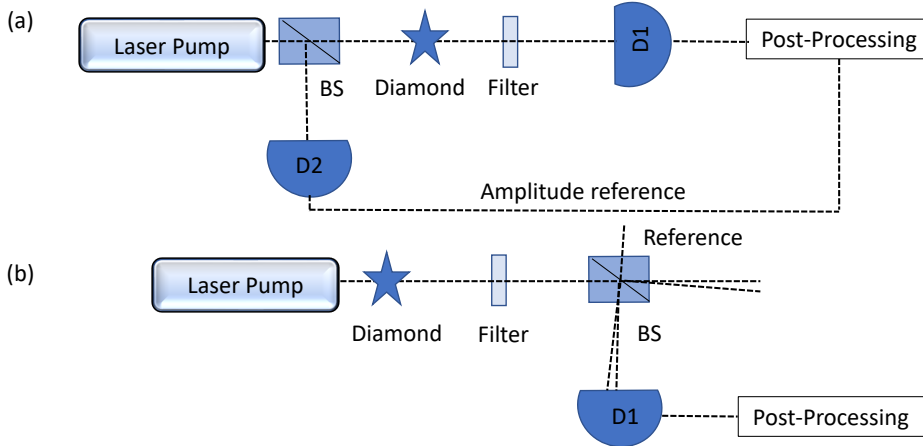 (a)
Laser Pump
BS
Diamond
Filter
D1
Post-Processing
D2
Amplitude reference
Reference
(b)
Laser Pump
Diamond
Filter
BS
D1
Post-Processing